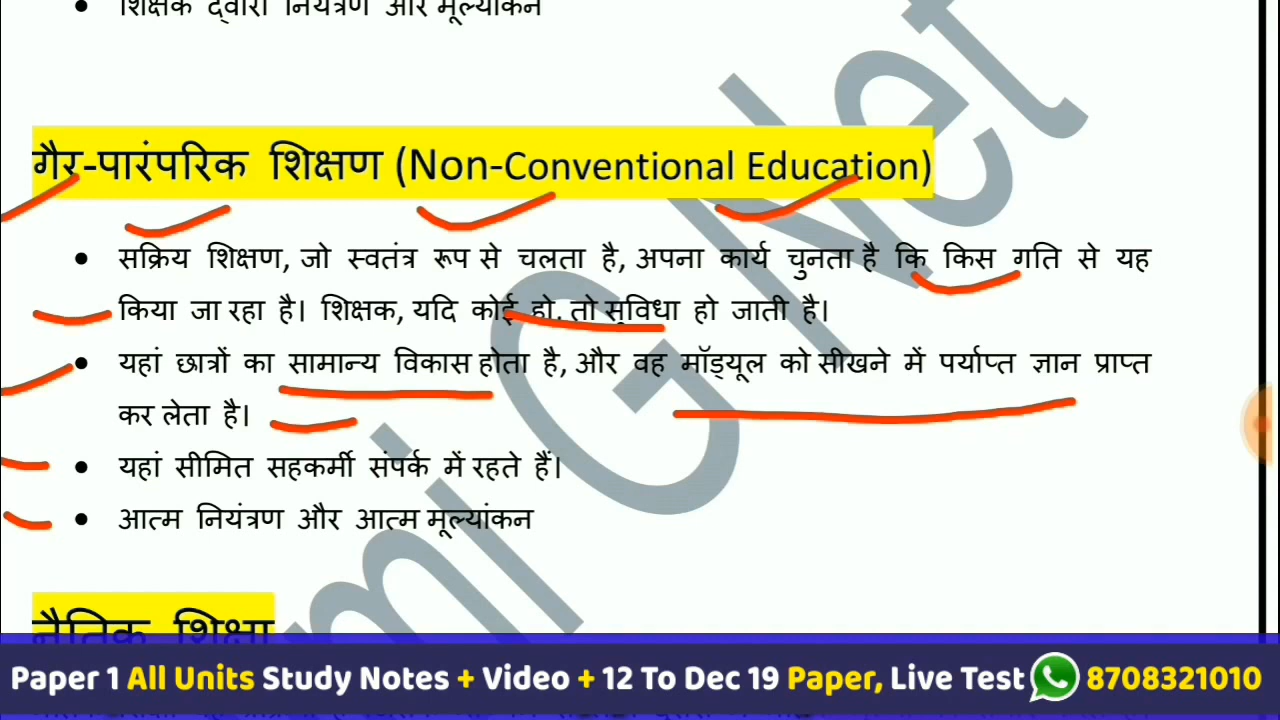 शिक्षक द्वारा नियंत्रण और मूल्यांकन
गैर-पारंपरिक शिक्षण (Non-Conventional Education)
सक्रिय शिक्षण, जो स्वतंत्र रूप से चलता है, अपना कार्य चुनता है कि किस गति से यह
किया जा रहा है। शिक्षक, यदि कोई हो, तो सुविधा हो जाती है।
यहां छात्रों का सामान्य विकास होता है, और वह मॉड्यूल को सीखने में पर्याप्त ज्ञान प्राप्त
कर लेता है।
यहां सीमित सहकर्मी संपर्क में रहते हैं।
आत्म नियंत्रण और आत्म मूल्यांकन
नैतिक शिक्षा
Paper 1 All Units Study Notes + Video + 12 To Dec 19 Paper, Live Test 8708321010
mi G Net